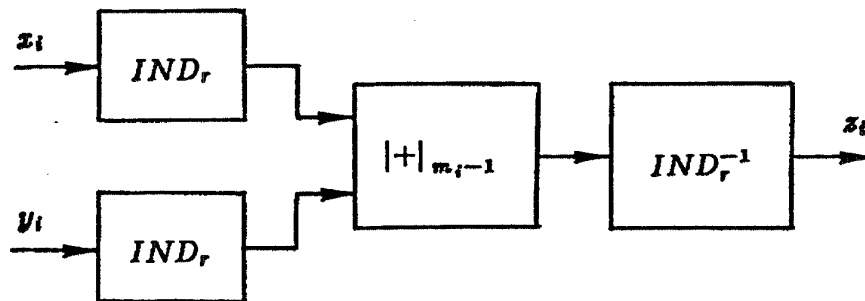 x_i
IND_r
|+|_{m_i-1}
IND_r^{-1}
z_i
y_i
IND_r